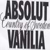 ABSOLUT
Country of Sweden
VANILIA